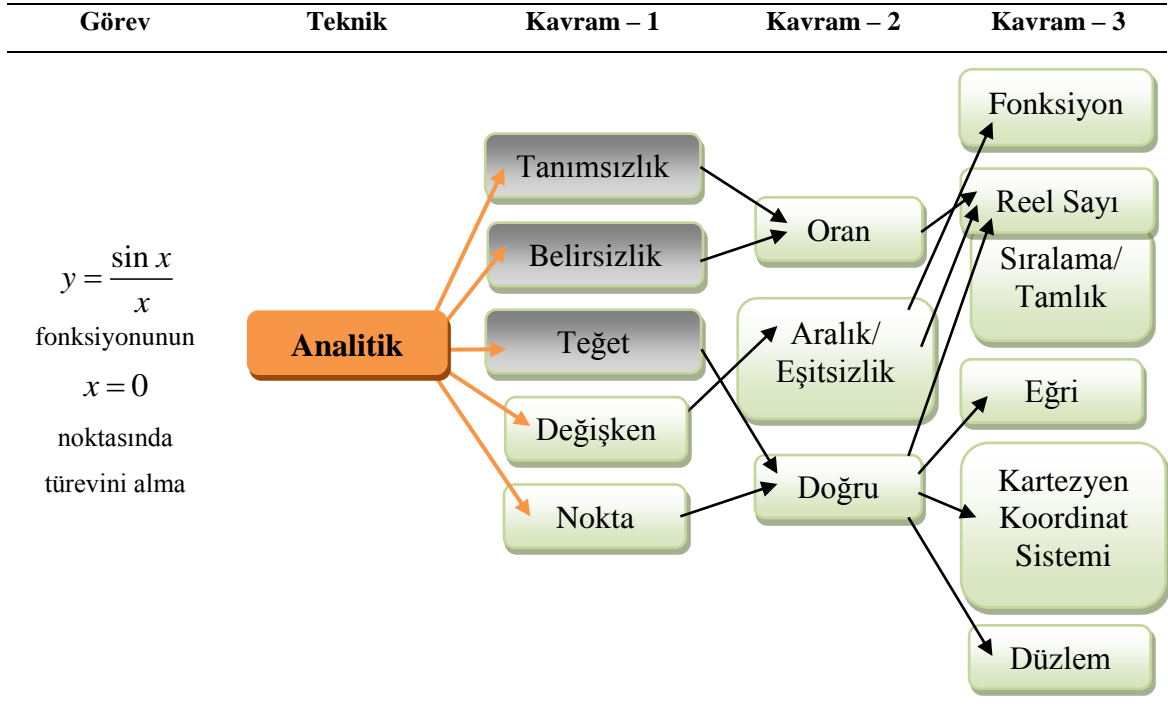 Görev Teknik Kavram – 1 Kavram – 2 Kavram – 3
y = sin x / x
fonksiyonunun
x = 0
noktasında
türevini alma
Analitik
Tanımsızlık
Belirsizlik
Teğet
Değişken
Nokta
Oran
Aralık/
Eşitsizlik
Doğru
Fonksiyon
Reel Sayı
Sıralama/
Tamlık
Eğri
Kartezyen
Koordinat
Sistemi
Düzlem